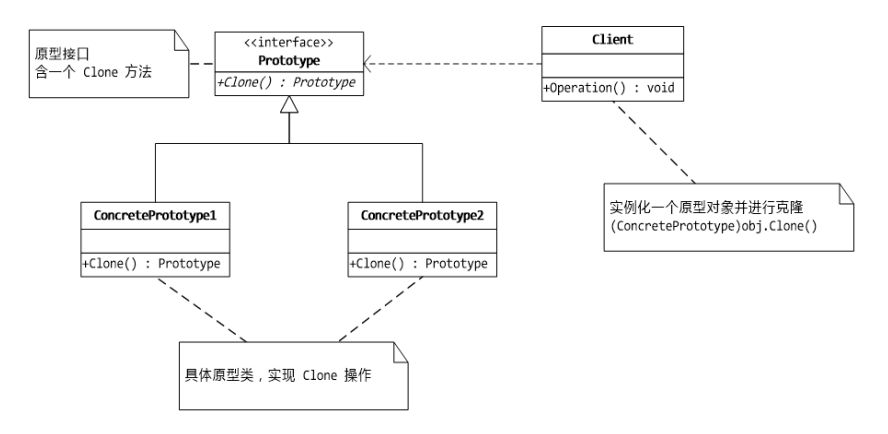 原型接口
含一个 Clone 方法
<<interface>>
Prototype
+Clone() : Prototype
Client
+Operation() : void
实例化一个原型对象并进行克隆
(ConcretePrototype)obj.Clone()
ConcretePrototype1
+Clone() : Prototype
ConcretePrototype2
+Clone() : Prototype
具体原型类，实现 Clone 操作